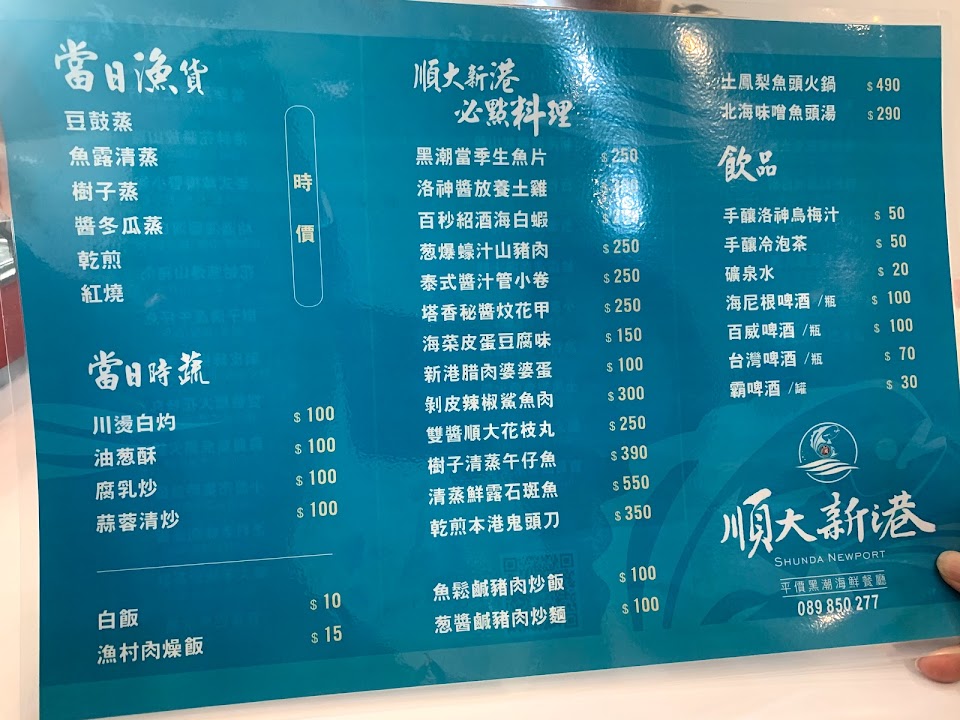 當日漁貨
豆鼓蒸
魚露清蒸
樹子蒸
醬冬瓜蒸
乾煎
紅燒
時價
當日時蔬
川燙白灼 $100
油葱酥 $100
腐乳炒 $100
蒜蓉清炒 $100
白飯 $10
漁村肉燥飯 $15
順大新港
必點料理
黑潮當季生魚片 $250
洛神醬放養土雞
百秒紹酒海白蝦
葱爆蠔汁山豬肉 $250
泰式醬汁管小卷 $250
塔香秘醬炆花甲 $250
海菜皮蛋豆腐味 $150
新港腊肉婆婆蛋 $100
剝皮辣椒鯊魚肉 $300
雙醬順大花枝丸 $250
樹子清蒸午仔魚 $390
清蒸鮮露石斑魚 $550
乾煎本港鬼頭刀 $350
魚鬆鹹豬肉炒飯 $100
葱醬鹹豬肉炒麵 $100
土鳳梨魚頭火鍋 $490
北海味噌魚頭湯 $290
飲品
手釀洛神烏梅汁 $50
手釀冷泡茶 $50
礦泉水 $20
海尼根啤酒/瓶 $100
百威啤酒/瓶 $100
台灣啤酒/瓶 $70
霸啤酒/罐 $30
順大新港
SHUNDA NEWPORT
平價黑潮海鮮餐廳
089 850 277